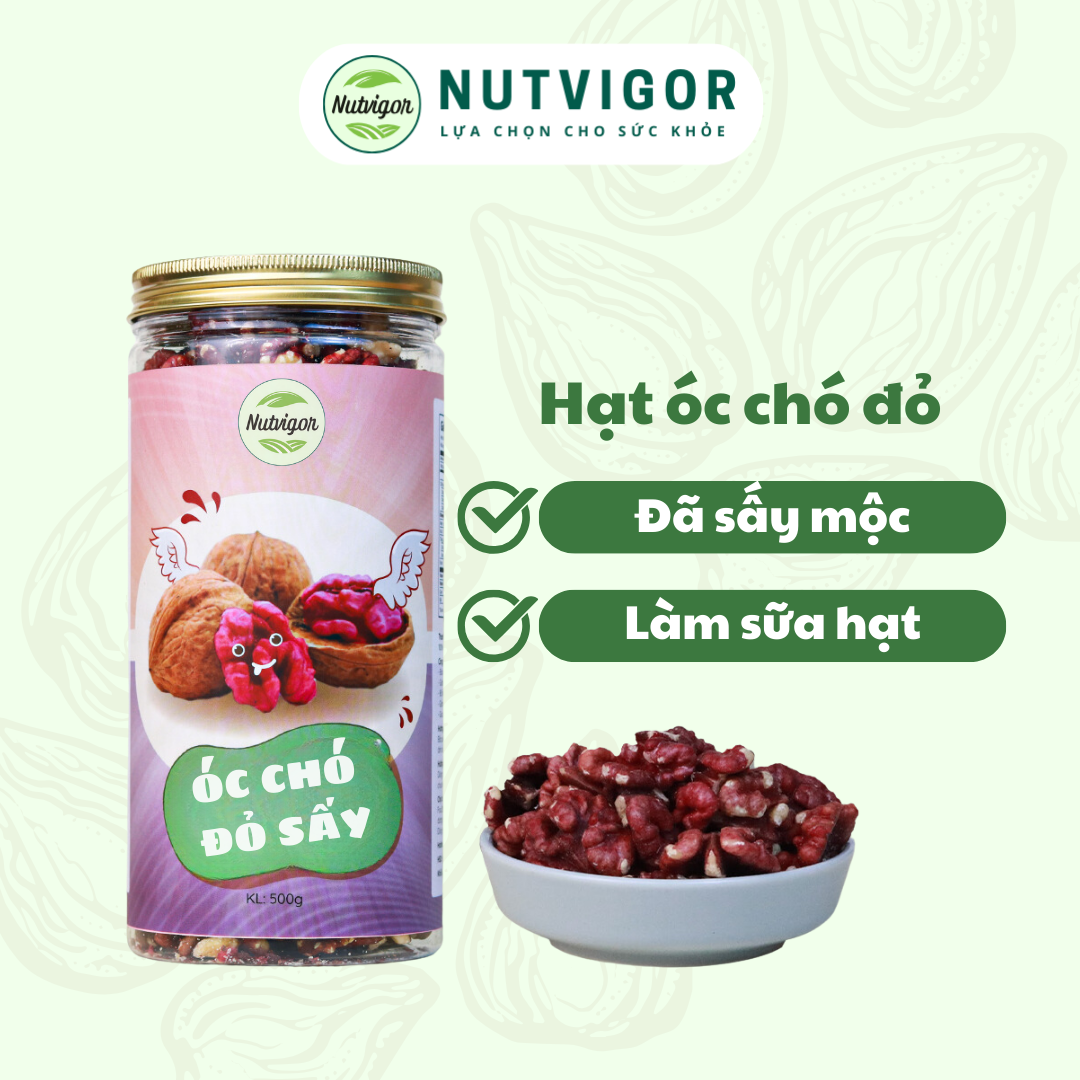 Nutvigor
NUTVIGOR
LỰA CHỌN CHO SỨC KHỎE
Nutvigor
Hạt óc chó đỏ
Đã sấy mộc
Làm sữa hạt
ÓC CHÓ
ĐỎ SẤY
KL: 500g